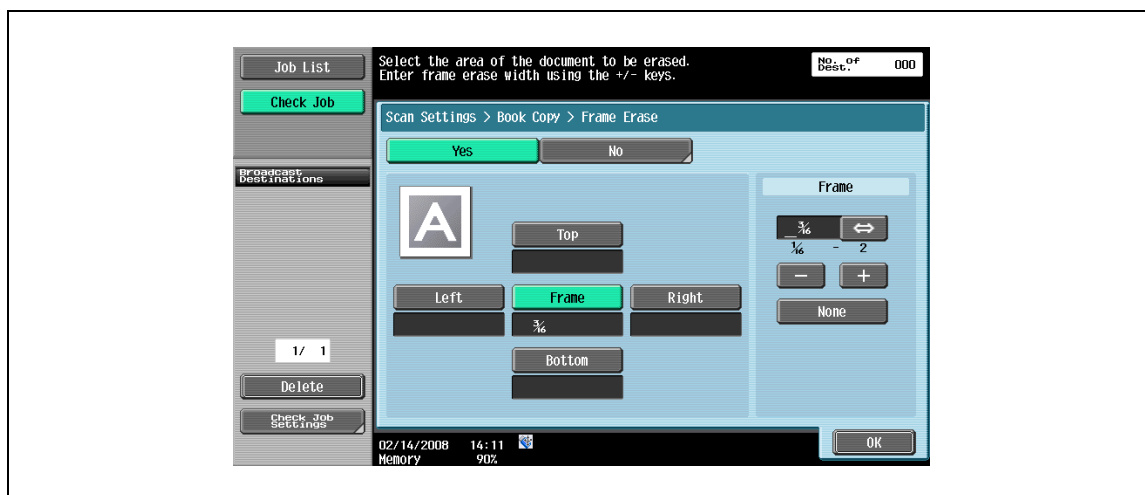 Job List
Check Job
Select the area of the document to be erased.
Enter frame erase width using the +/- keys.
No. of
Dest.
000
Scan Settings > Book Copy > Frame Erase
Yes
No
Broadcast
Destinations
A
Top
Left
Frame
Right
3/16
Bottom
Frame
_3/16
1/16 - 2
− +
None
1/ 1
Delete
Check Job
Settings
02/14/2008 14:11
Memory 90%
OK